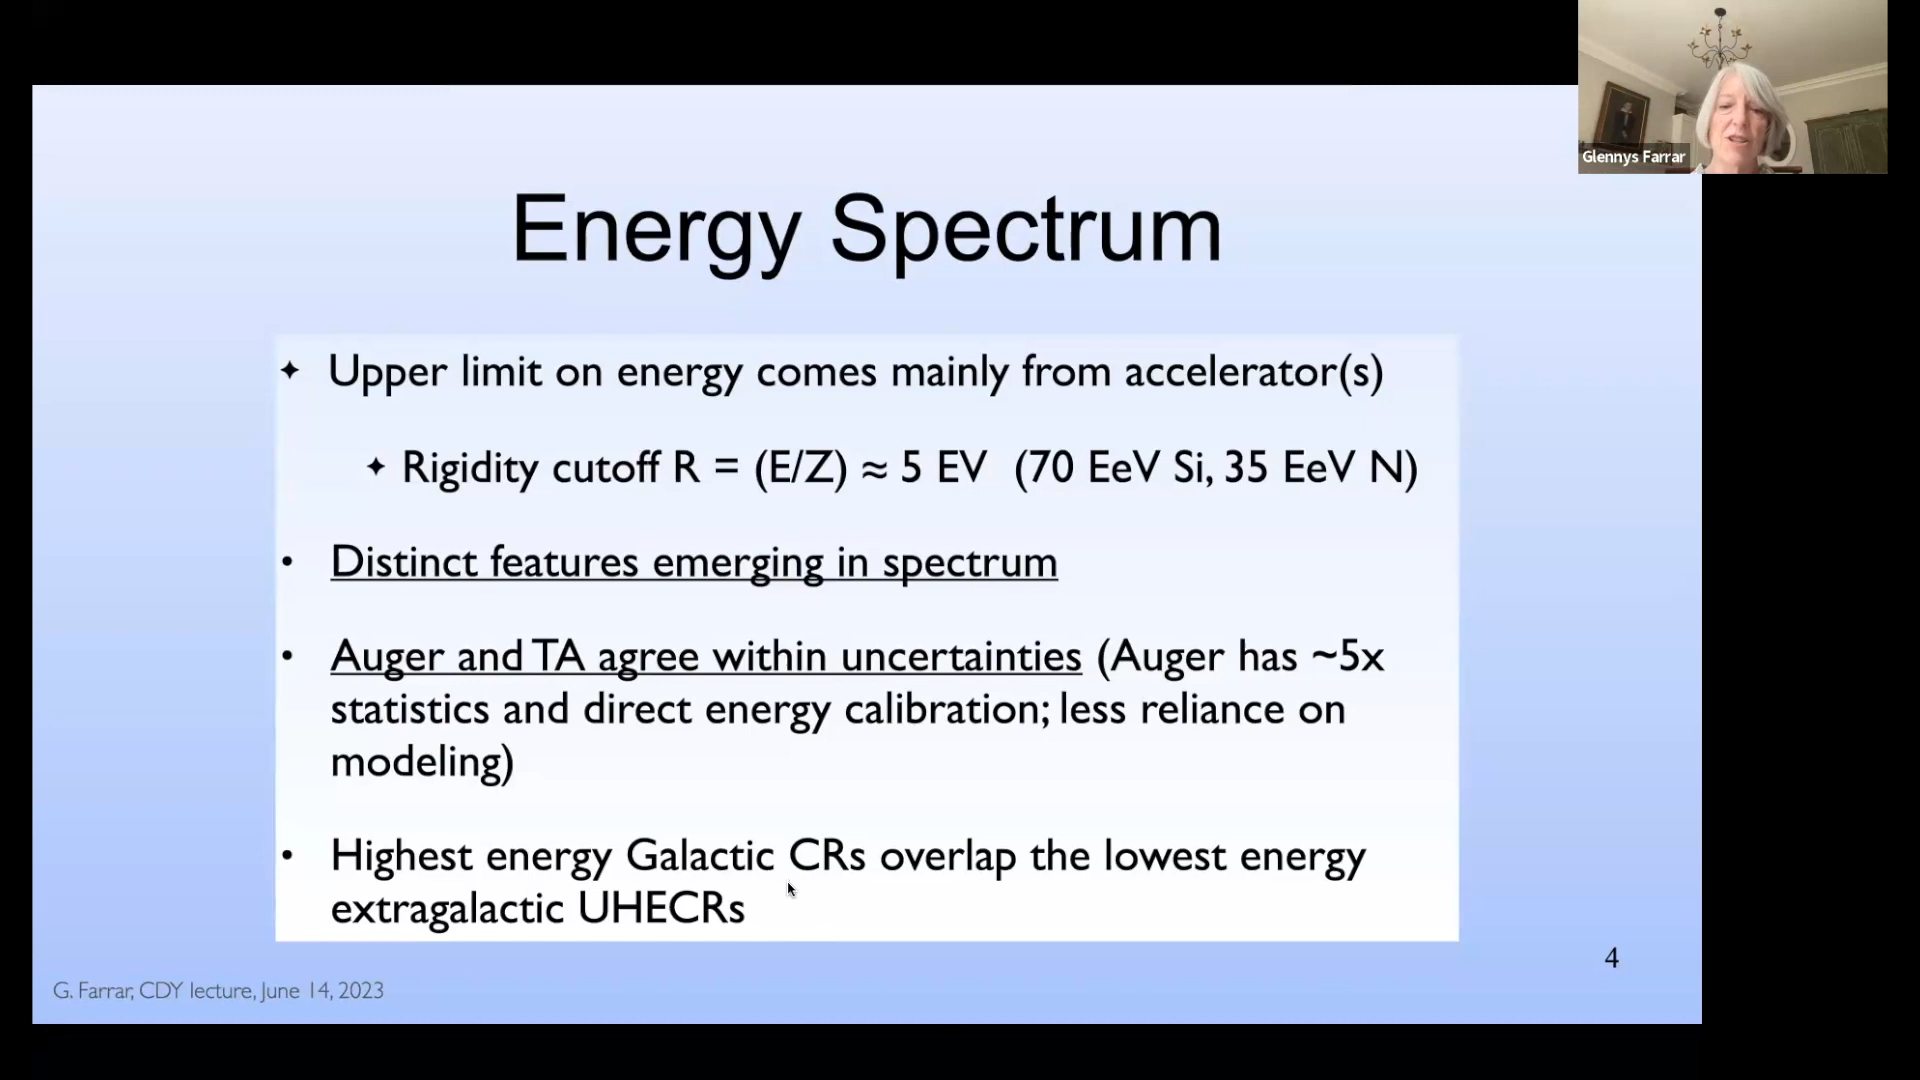 Glennys Farrar
Energy Spectrum
✦ Upper limit on energy comes mainly from accelerator(s)
✦ Rigidity cutoff R = (E/Z) ≈ 5 EV (70 EeV Si, 35 EeV N)
• Distinct features emerging in spectrum
• Auger and TA agree within uncertainties (Auger has ~5x
statistics and direct energy calibration; less reliance on
modeling)
• Highest energy Galactic CRs overlap the lowest energy
extragalactic UHECRs
4
G. Farrar, CDY lecture, June 14, 2023